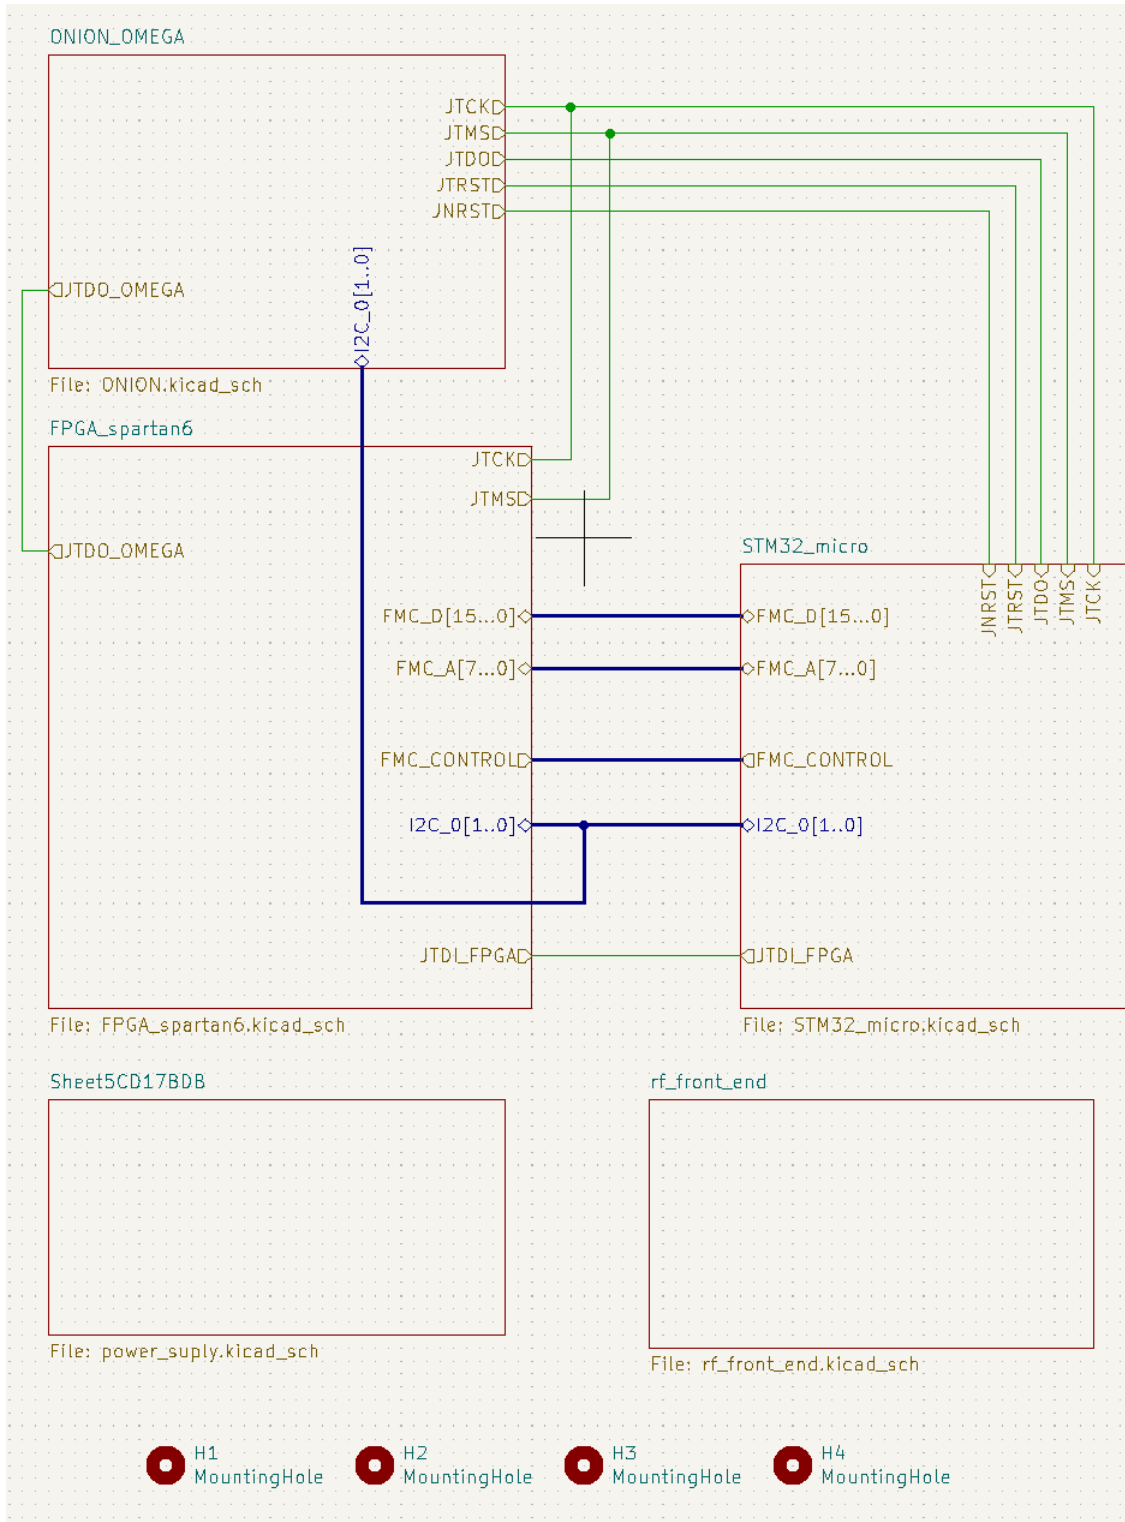 ONION_OMEGA
JTCK
JTMS
JTDO
JTRST
JNRST
I2C_0[1..0]
JTDO_OMEGA
File: ONION.kicad_sch
FPGA_spartan6
JTCK
JTMS
JTDO_OMEGA
FMC_D[15...0]
FMC_A[7...0]
FMC_CONTROL
I2C_0[1..0]
JTDI_FPGA
File: FPGA_spartan6.kicad_sch
STM32_micro
JNRST
JTRST
JTDO
JTMS
JTCK
FMC_D[15...0]
FMC_A[7...0]
FMC_CONTROL
I2C_0[1..0]
JTDI_FPGA
File: STM32_micro.kicad_sch
Sheet5CD17BDB
File: power_suply.kicad_sch
rf_front_end
File: rf_front_end.kicad_sch
H1
MountingHole
H2
MountingHole
H3
MountingHole
H4
MountingHole